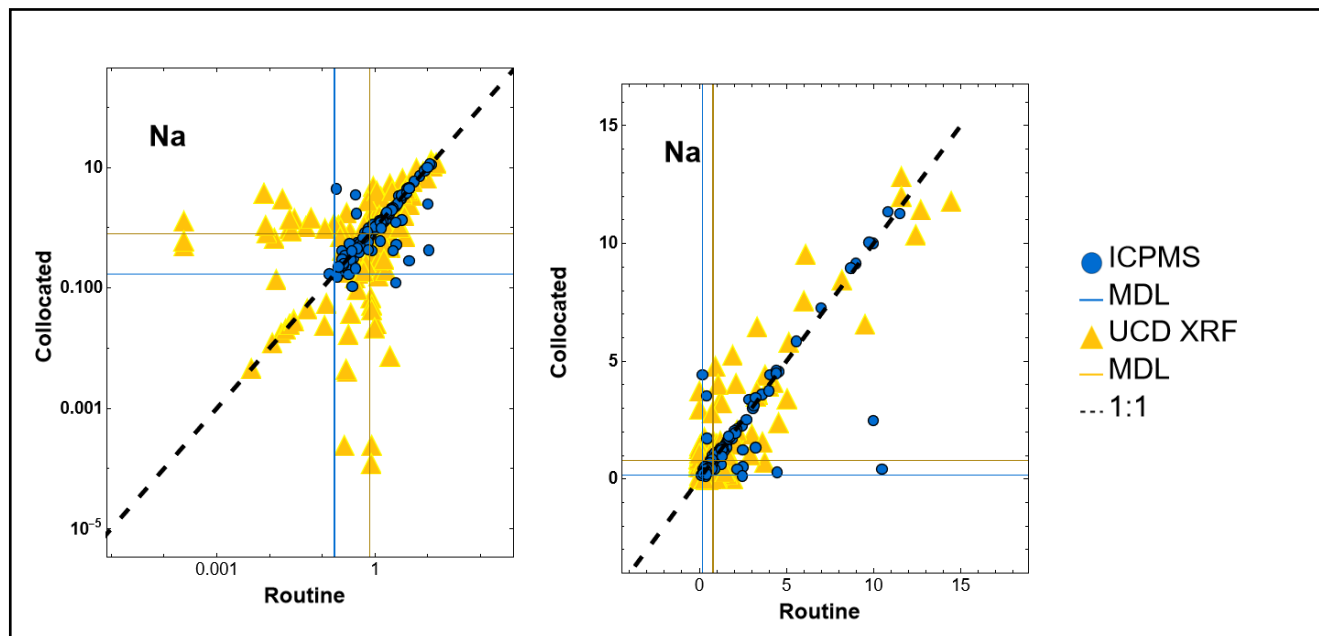 Na
10
0.100
0.001
10⁻⁵
Collocated
0.001
1
Routine
Na
15
10
5
0
Collocated
0
5
10
15
Routine
ICPMS
MDL
UCD XRF
MDL
1:1